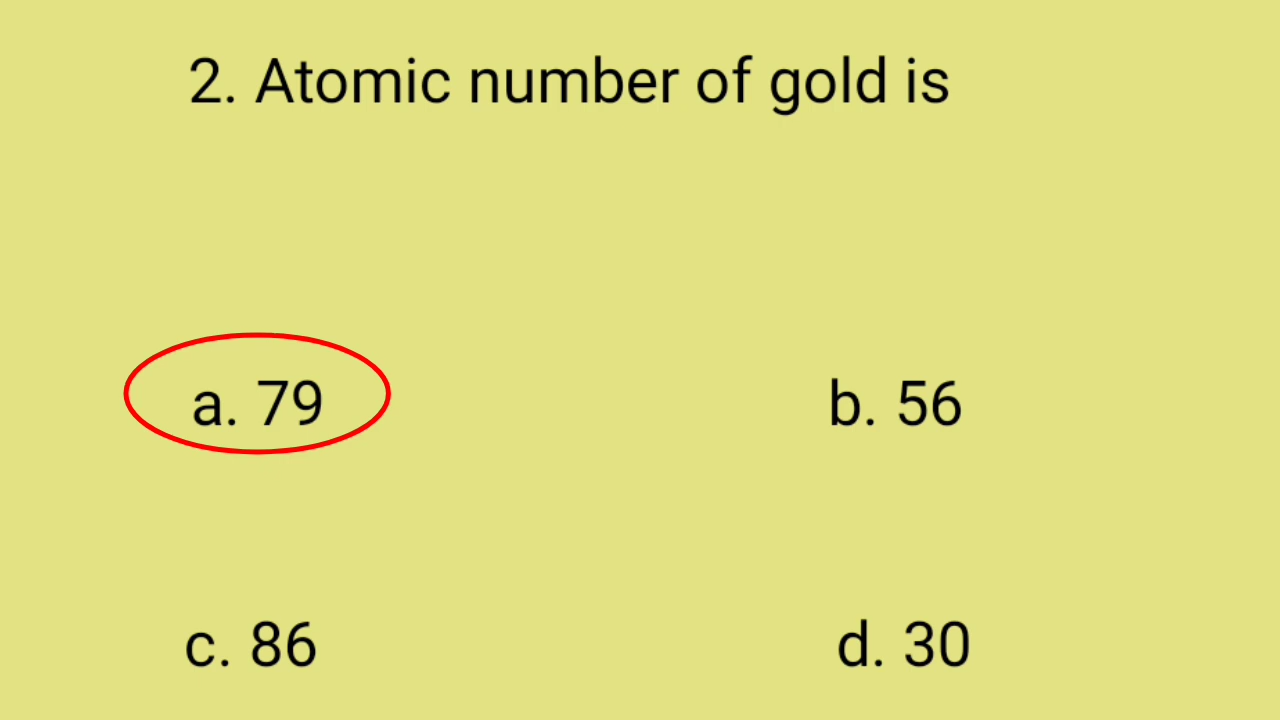 2. Atomic number of gold is
a. 79
b. 56
c. 86
d. 30